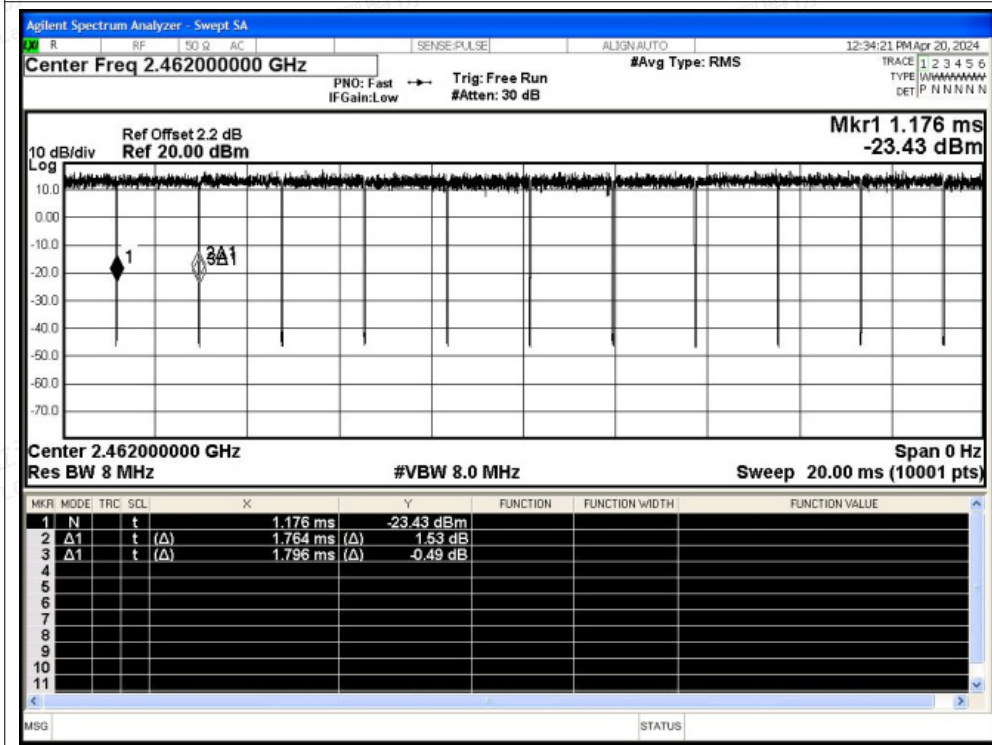 Agilent Spectrum Analyzer - Swept SA
LXI R RF 50 Ω AC SENSE:PULSE ALIGN AUTO 12:34:21 PM Apr 20, 2024
Center Freq 2.462000000 GHz #Avg Type: RMS TRACE 1 2 3 4 5 6
PNO: Fast Trig: Free Run TYPE WWWWWW
IFGain:Low #Atten: 30 dB DET P N N N N N
Mkr1 1.176 ms
Ref Offset 2.2 dB
10 dB/div Ref 20.00 dBm -23.43 dBm
Log
10.0
0.00
-10.0
1 2Δ1
3Δ1
-20.0
-30.0
-40.0
-50.0
-60.0
-70.0
Center 2.462000000 GHz Span 0 Hz
Res BW 8 MHz #VBW 8.0 MHz Sweep 20.00 ms (10001 pts)
MKR MODE TRC SCL X Y FUNCTION FUNCTION WIDTH FUNCTION VALUE
1 N t 1.176 ms -23.43 dBm
2 Δ1 t (Δ) 1.764 ms (Δ) 1.53 dB
3 Δ1 t (Δ) 1.796 ms (Δ) -0.49 dB
4
5
6
7
8
9
10
11
MSG STATUS